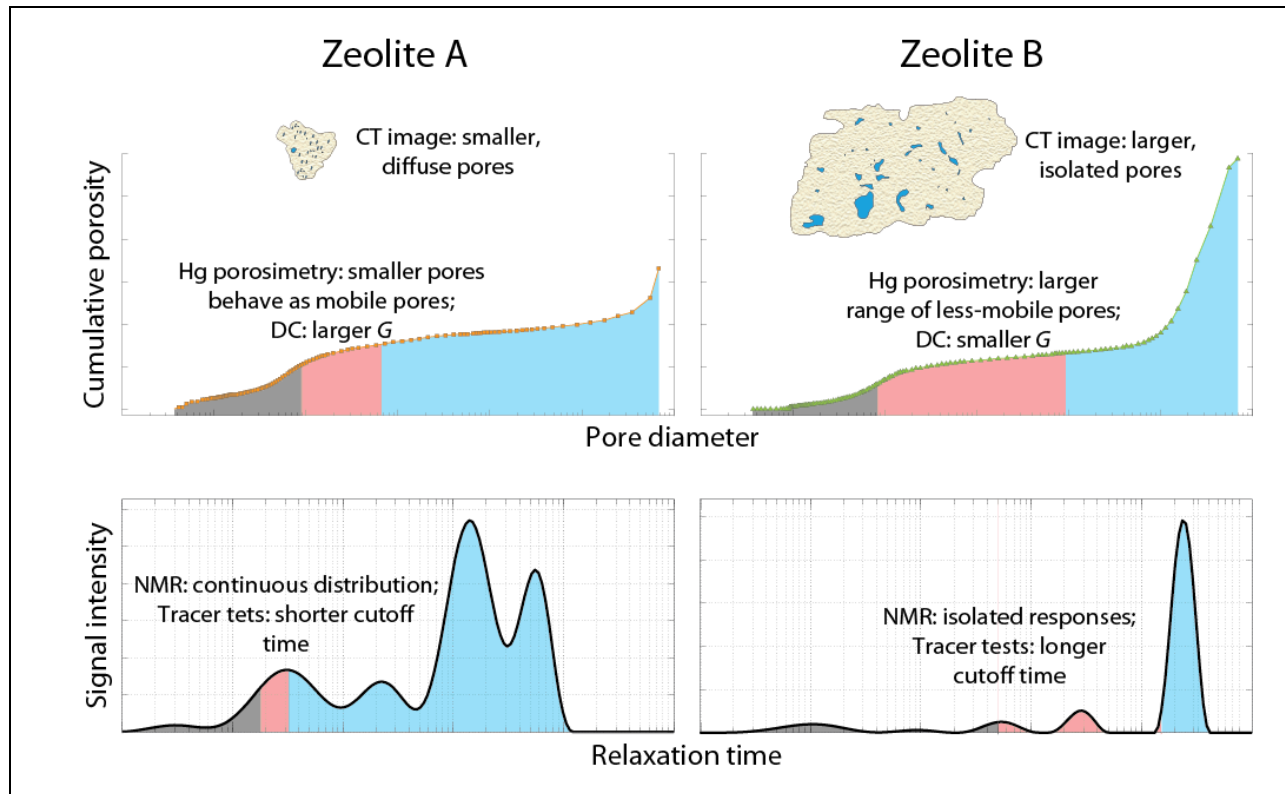 Zeolite A
Zeolite B
CT image: smaller,
diffuse pores
CT image: larger,
isolated pores
Cumulative porosity
Hg porosimetry: smaller pores
behave as mobile pores;
DC: larger G
Hg porosimetry: larger
range of less-mobile pores;
DC: smaller G
Pore diameter
Signal intensity
NMR: continuous distribution;
Tracer tets: shorter cutoff
time
NMR: isolated responses;
Tracer tests: longer
cutoff time
Relaxation time